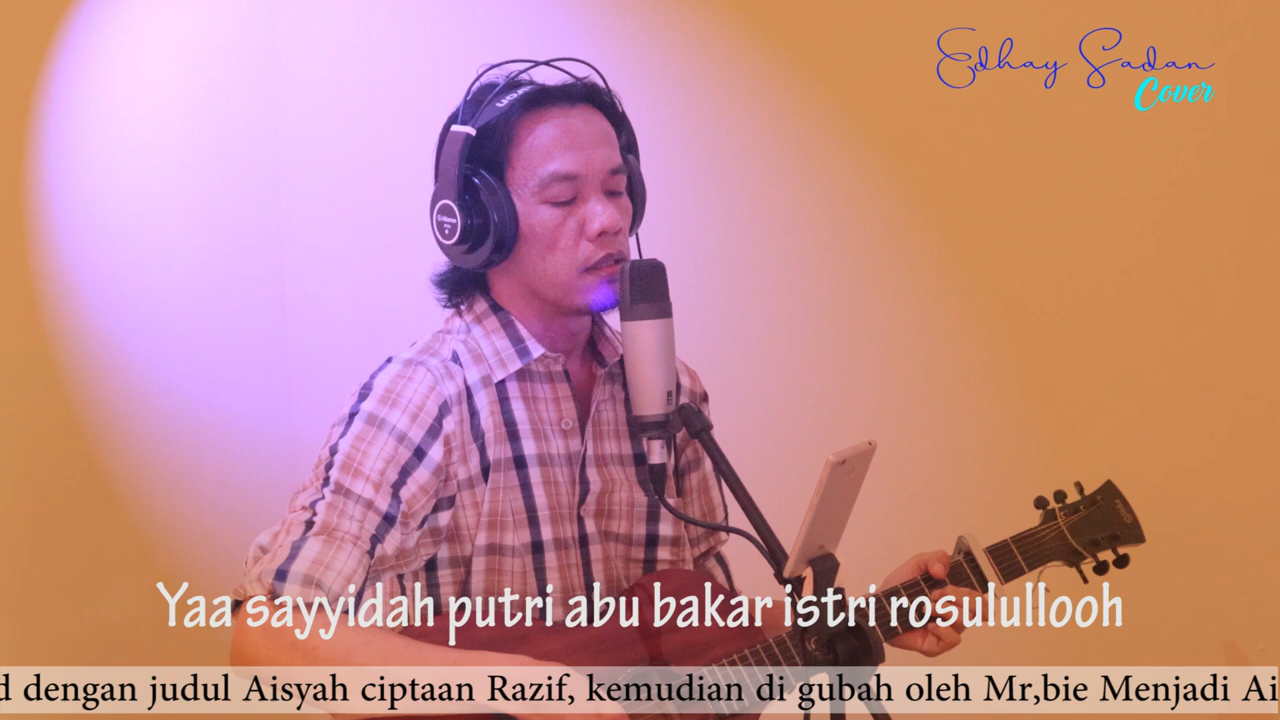 Edhay Sadan
Cover
Yaa sayyidah putri abu bakar istri rosulullooh
d dengan judul Aisyah ciptaan Razif, kemudian di gubah oleh Mr,bie Menjadi Ai